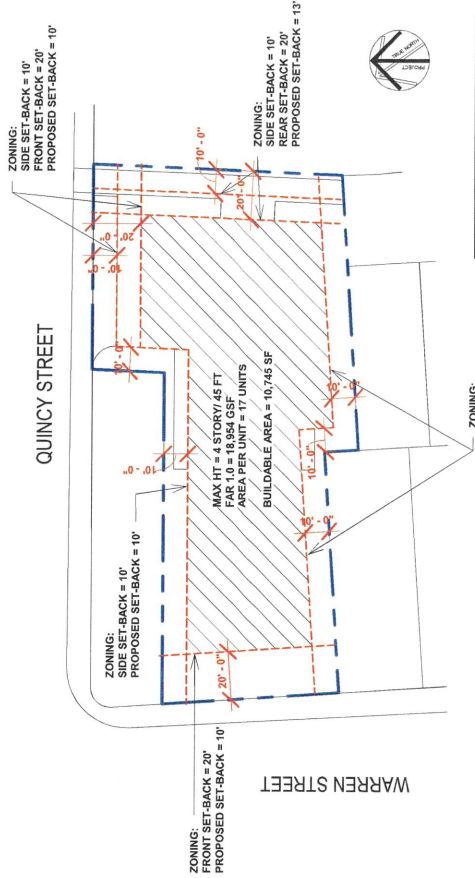 QUINCY STREET
WARREN STREET
ZONING:
SIDE SET-BACK = 10'
FRONT SET-BACK = 20'
PROPOSED SET-BACK = 10'
ZONING:
SIDE SET-BACK = 10'
REAR SET-BACK = 20'
PROPOSED SET-BACK = 13'
ZONING:
SIDE SET-BACK = 10'
PROPOSED SET-BACK = 10'
ZONING:
FRONT SET-BACK = 20'
PROPOSED SET-BACK = 10'
MAX HT = 4 STORY/ 45 FT
FAR 1.0 = 18,954 GSF
AREA PER UNIT = 17 UNITS
BUILDABLE AREA = 10,745 SF
10' - 0"
20' - 0"
10' - 0"
20' - 0"
10' - 0"
10' - 0"
10' - 0"
10' - 0"
10' - 0"
20' - 0"
PROJECT
TRUE NORTH
ZONING: